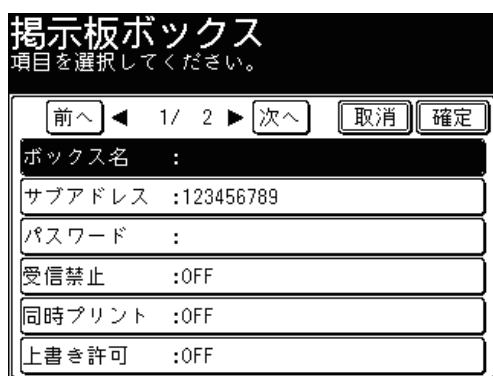 掲示板ボックス
項目を選択してください。
前へ ◀ 1/ 2 ▶ 次へ 取消 確定
ボックス名 :
サブアドレス :123456789
パスワード :
受信禁止 :OFF
同時プリント :OFF
上書き許可 :OFF